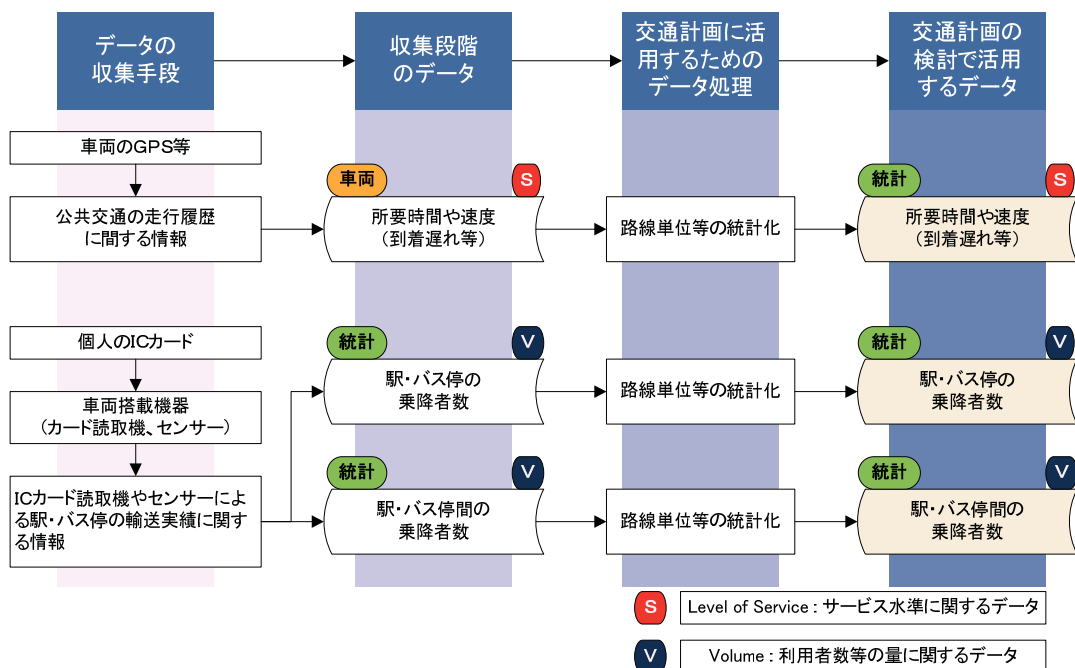 データの
収集手段
収集段階
のデータ
交通計画に活
用するための
データ処理
交通計画の
検討で活用
するデータ
車両のGPS等
公共交通の走行履歴
に間する情報
車両
S
所要時間や速度
(到着遅れ等)
路線単位等の統計化
統計
S
所要時間や速度
(到着遅れ等)
個人のICカード
車両搭載機器
(カード読取機、センサー)
ICカード読取機やセンサーによ
る駅・バス停の輸送実績に関す
る情報
統計
V
駅・バス停の
乗降者数
路線単位等の統計化
統計
V
駅・バス停の
乗降者数
統計
V
駅・バス停間の
乗降者数
路線単位等の統計化
統計
V
駅・バス停間の
乗降者数
S
Level of Service : サービス水準に関するデータ
V
Volume : 利用者数等の量に関するデータ